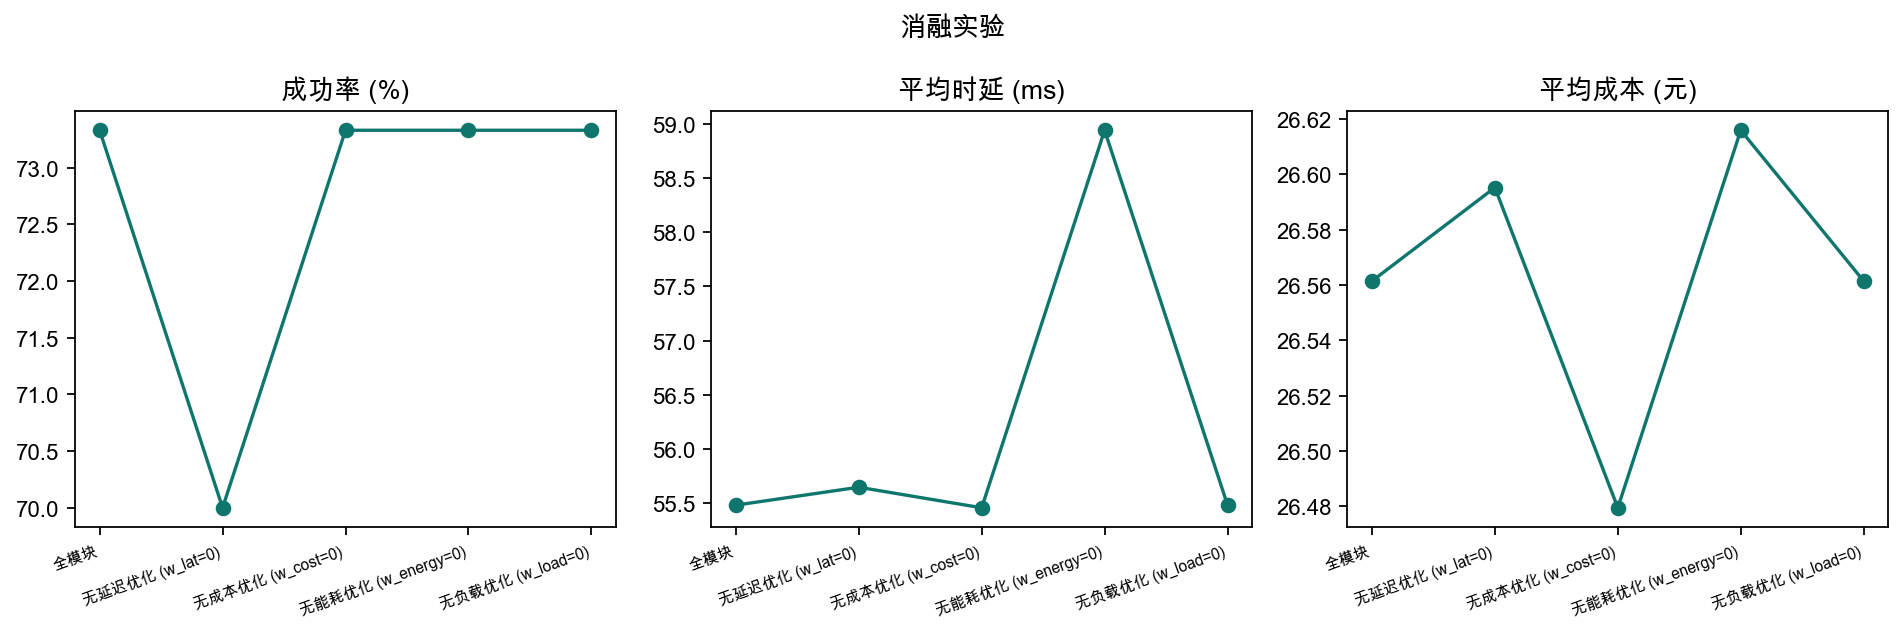 消融实验
成功率 (%)
73.0
72.5
72.0
71.5
71.0
70.5
70.0
全模块
无延迟优化 (w_lat=0)
无成本优化 (w_cost=0)
无能耗优化 (w_energy=0)
无负载优化 (w_load=0)
平均时延 (ms)
59.0
58.5
58.0
57.5
57.0
56.5
56.0
55.5
全模块
无延迟优化 (w_lat=0)
无成本优化 (w_cost=0)
无能耗优化 (w_energy=0)
无负载优化 (w_load=0)
平均成本 (元)
26.62
26.60
26.58
26.56
26.54
26.52
26.50
26.48
全模块
无延迟优化 (w_lat=0)
无成本优化 (w_cost=0)
无能耗优化 (w_energy=0)
无负载优化 (w_load=0)